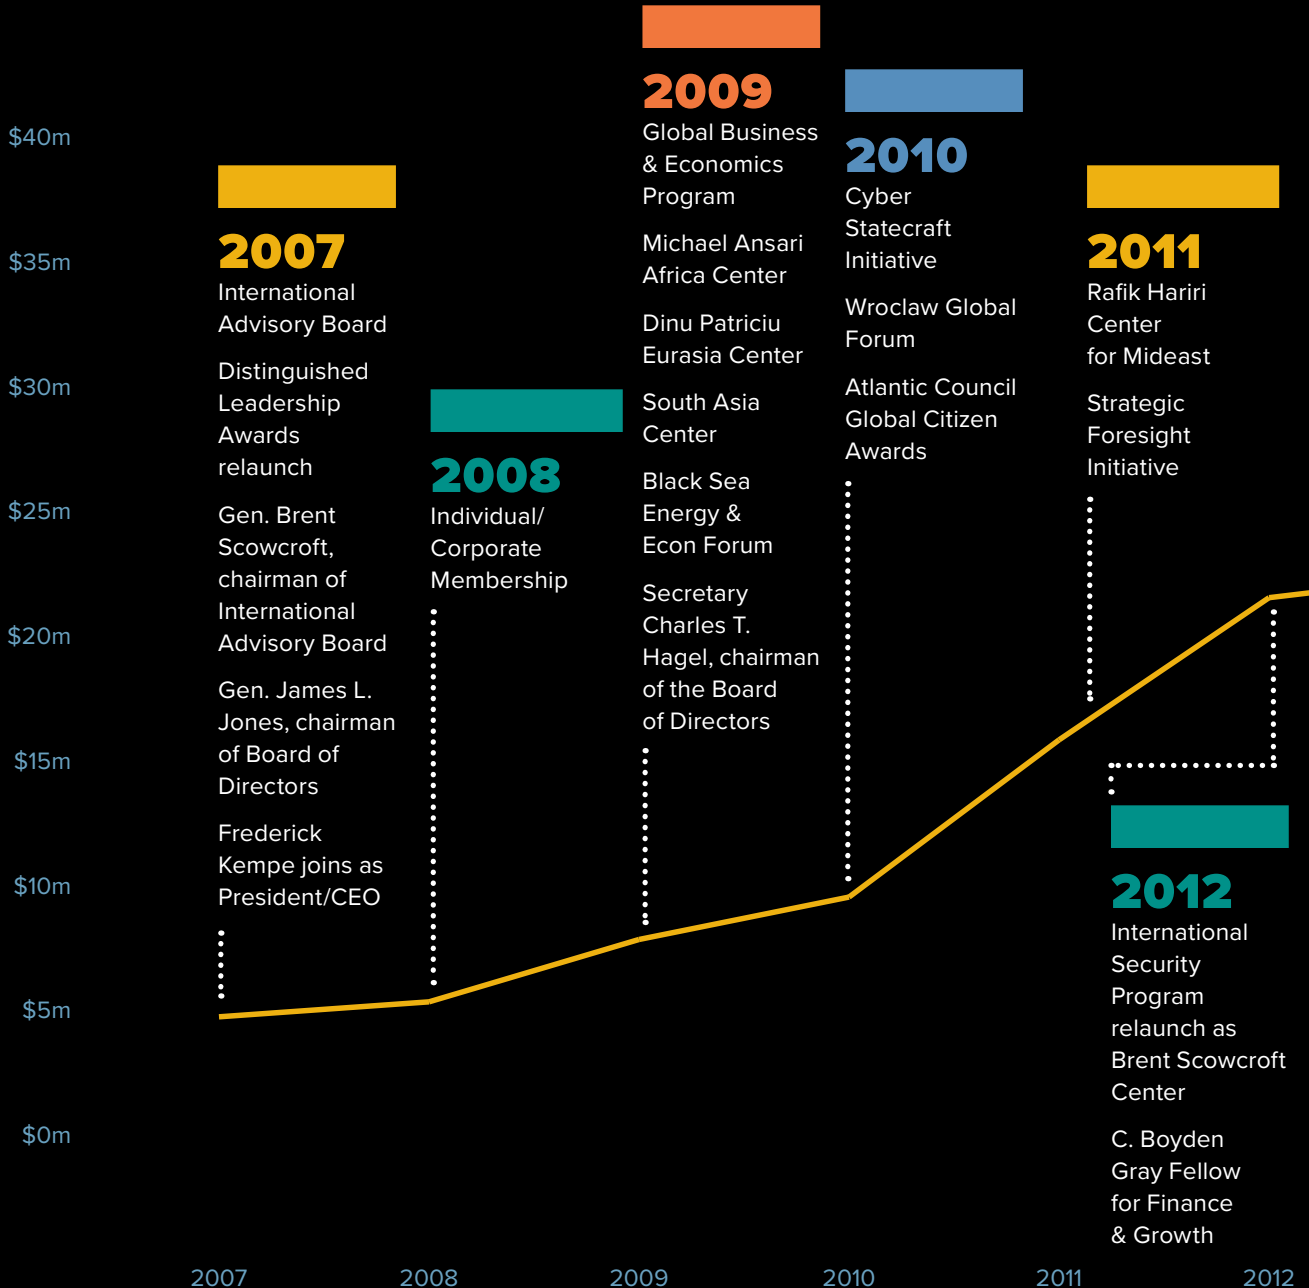 $40m
$35m
$30m
$25m
$20m
$15m
$10m
$5m
$0m
2007
International
Advisory Board
Distinguished
Leadership
Awards
relaunch
Gen. Brent
Scowcroft,
chairman of
International
Advisory Board
Gen. James L.
Jones, chairman
of Board of
Directors
Frederick
Kempe joins as
President/CEO
2008
Individual/
Corporate
Membership
2009
Global Business
& Economics
Program
Michael Ansari
Africa Center
Dinu Patriciu
Eurasia Center
South Asia
Center
Black Sea
Energy &
Econ Forum
Secretary
Charles T.
Hagel, chairman
of the Board
of Directors
2010
Cyber
Statecraft
Initiative
Wroclaw Global
Forum
Atlantic Council
Global Citizen
Awards
2011
Rafik Hariri
Center
for Mideast
Strategic
Foresight
Initiative
2012
International
Security
Program
relaunch as
Brent Scowcroft
Center
C. Boyden
Gray Fellow
for Finance
& Growth
2007
2008
2009
2010
2011
2012